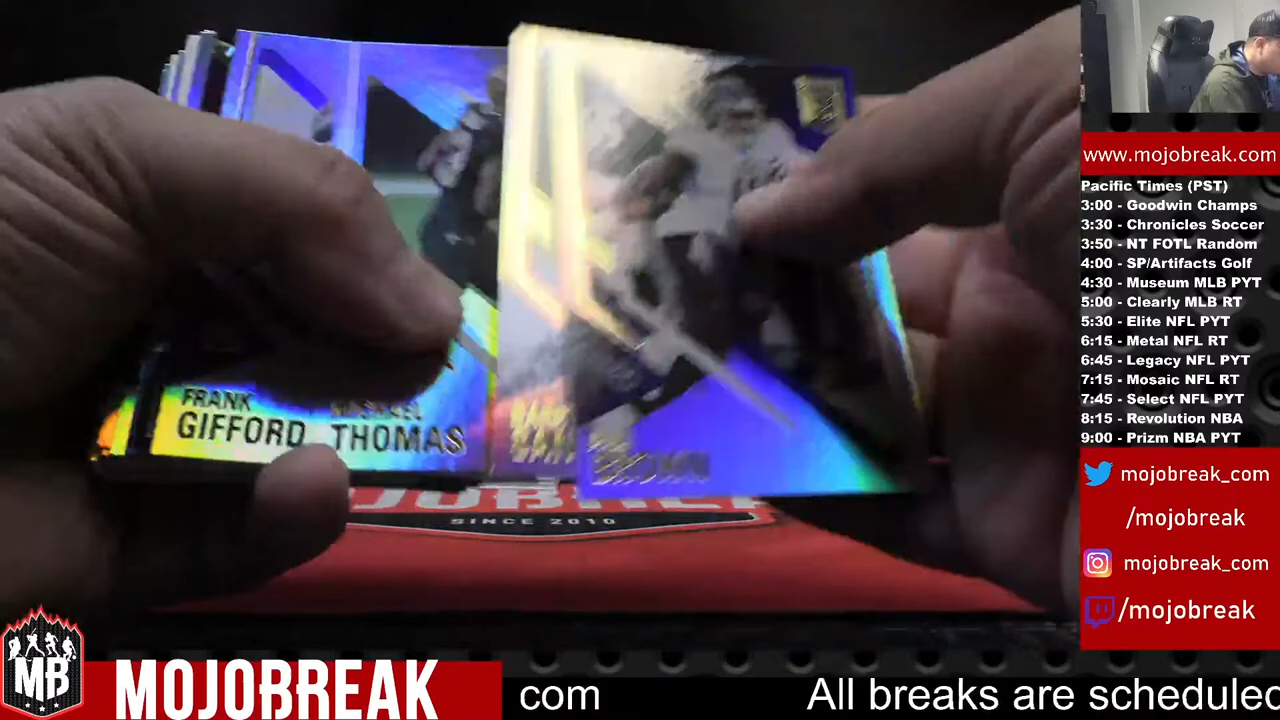 www.mojobreak.com
Pacific Times (PST)
3:00 - Goodwin Champs
3:30 - Chronicles Soccer
3:50 - NT FOTL Random
4:00 - SP/Artifacts Golf
4:30 - Museum MLB PYT
5:00 - Clearly MLB RT
5:30 - Elite NFL PYT
6:15 - Metal NFL RT
6:45 - Legacy NFL PYT
7:15 - Mosaic NFL RT
7:45 - Select NFL PYT
8:15 - Revolution NBA
9:00 - Prizm NBA PYT
mojobreak_com
/mojobreak
mojobreak_com
/mojobreak
FRANK
GIFFORD
MICHAEL
THOMAS
BROWN
MOJOBREAK
SINCE 2010
MB
MOJOBREAK
com
All breaks are scheduled